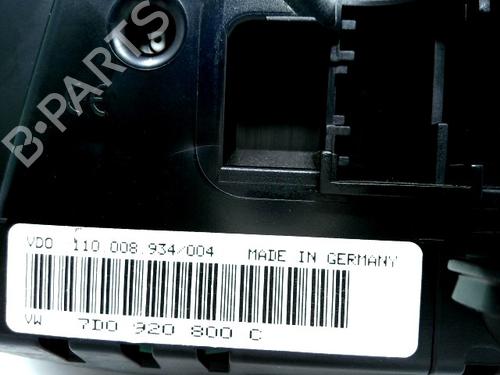 B-PARTS
VDO 110 008.934/004 MADE IN GERMANY
VW 7D0 920 800 C